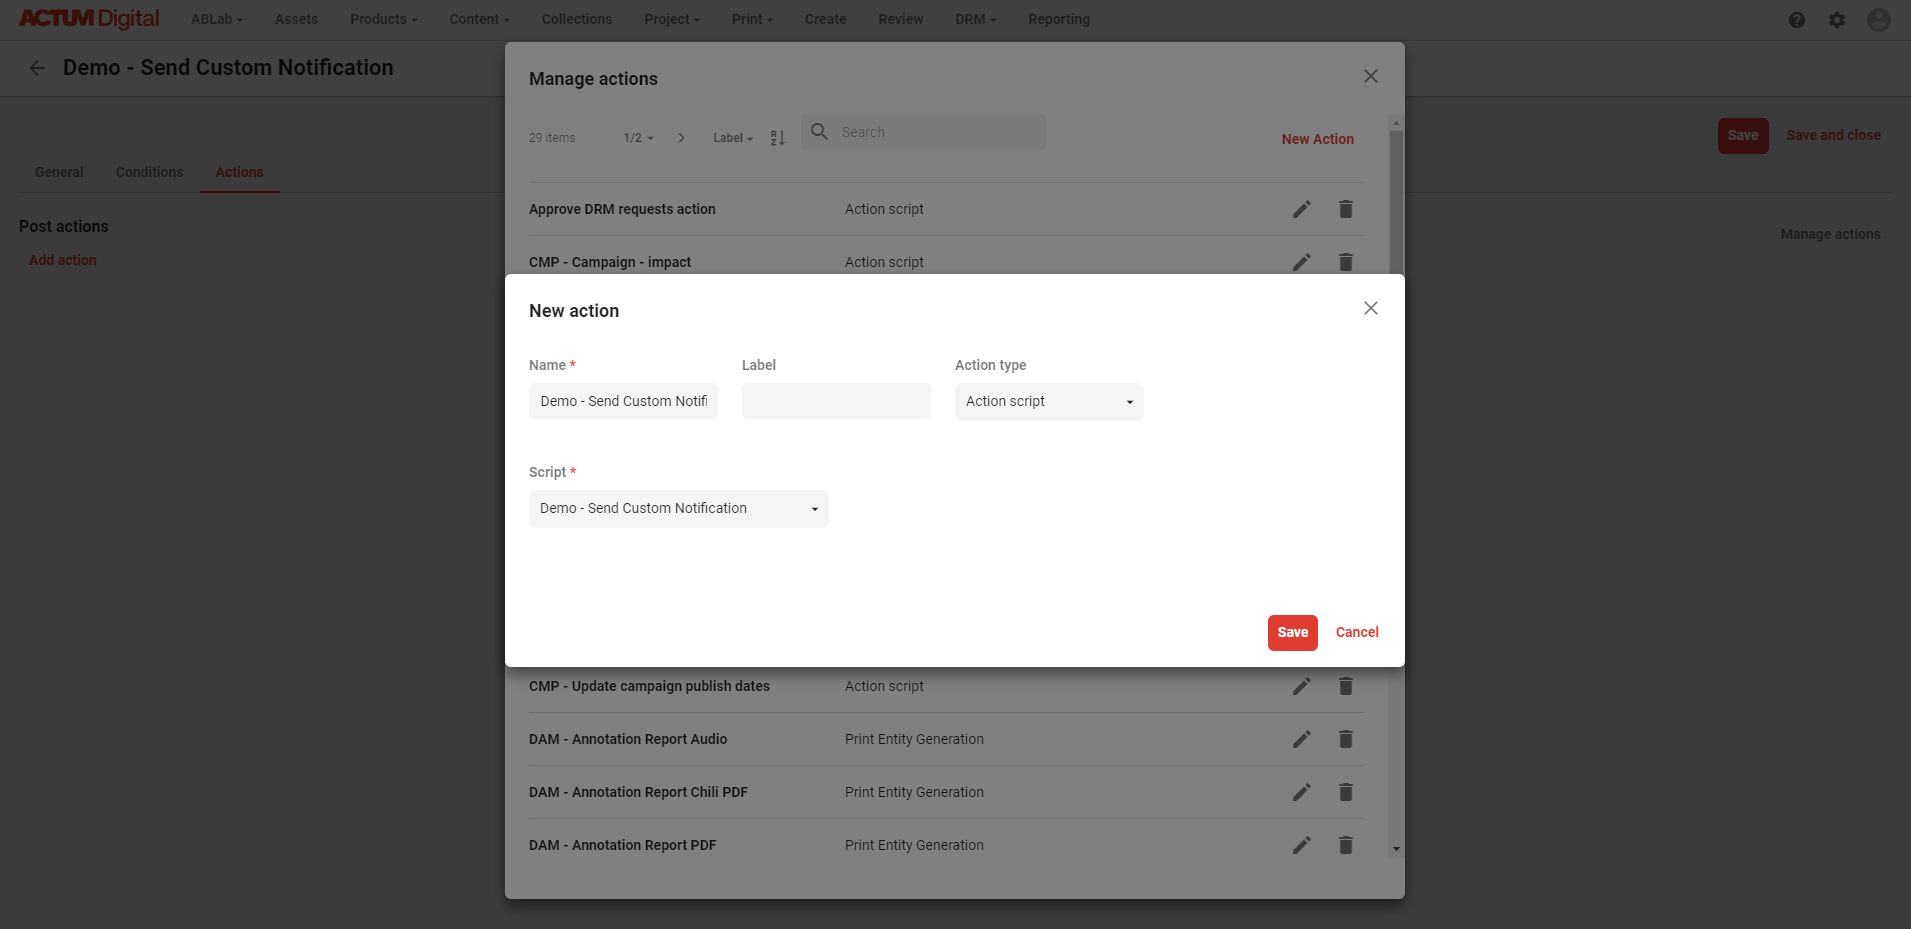 ACTUM Digital ABLab Assets Products Content Collections Project Print Create Review DRM Reporting
Demo - Send Custom Notification
Manage actions
29 items 1/2 Label A Z Search New Action
Save Save and close
General Conditions Actions
Approve DRM requests action Action script
Post actions
Manage actions
Add action
CMP - Campaign - impact Action script
New action
Name * Label Action type
Demo - Send Custom Notifi Action script
Script *
Demo - Send Custom Notification
Save Cancel
CMP - Update campaign publish dates Action script
DAM - Annotation Report Audio Print Entity Generation
DAM - Annotation Report Chili PDF Print Entity Generation
DAM - Annotation Report PDF Print Entity Generation